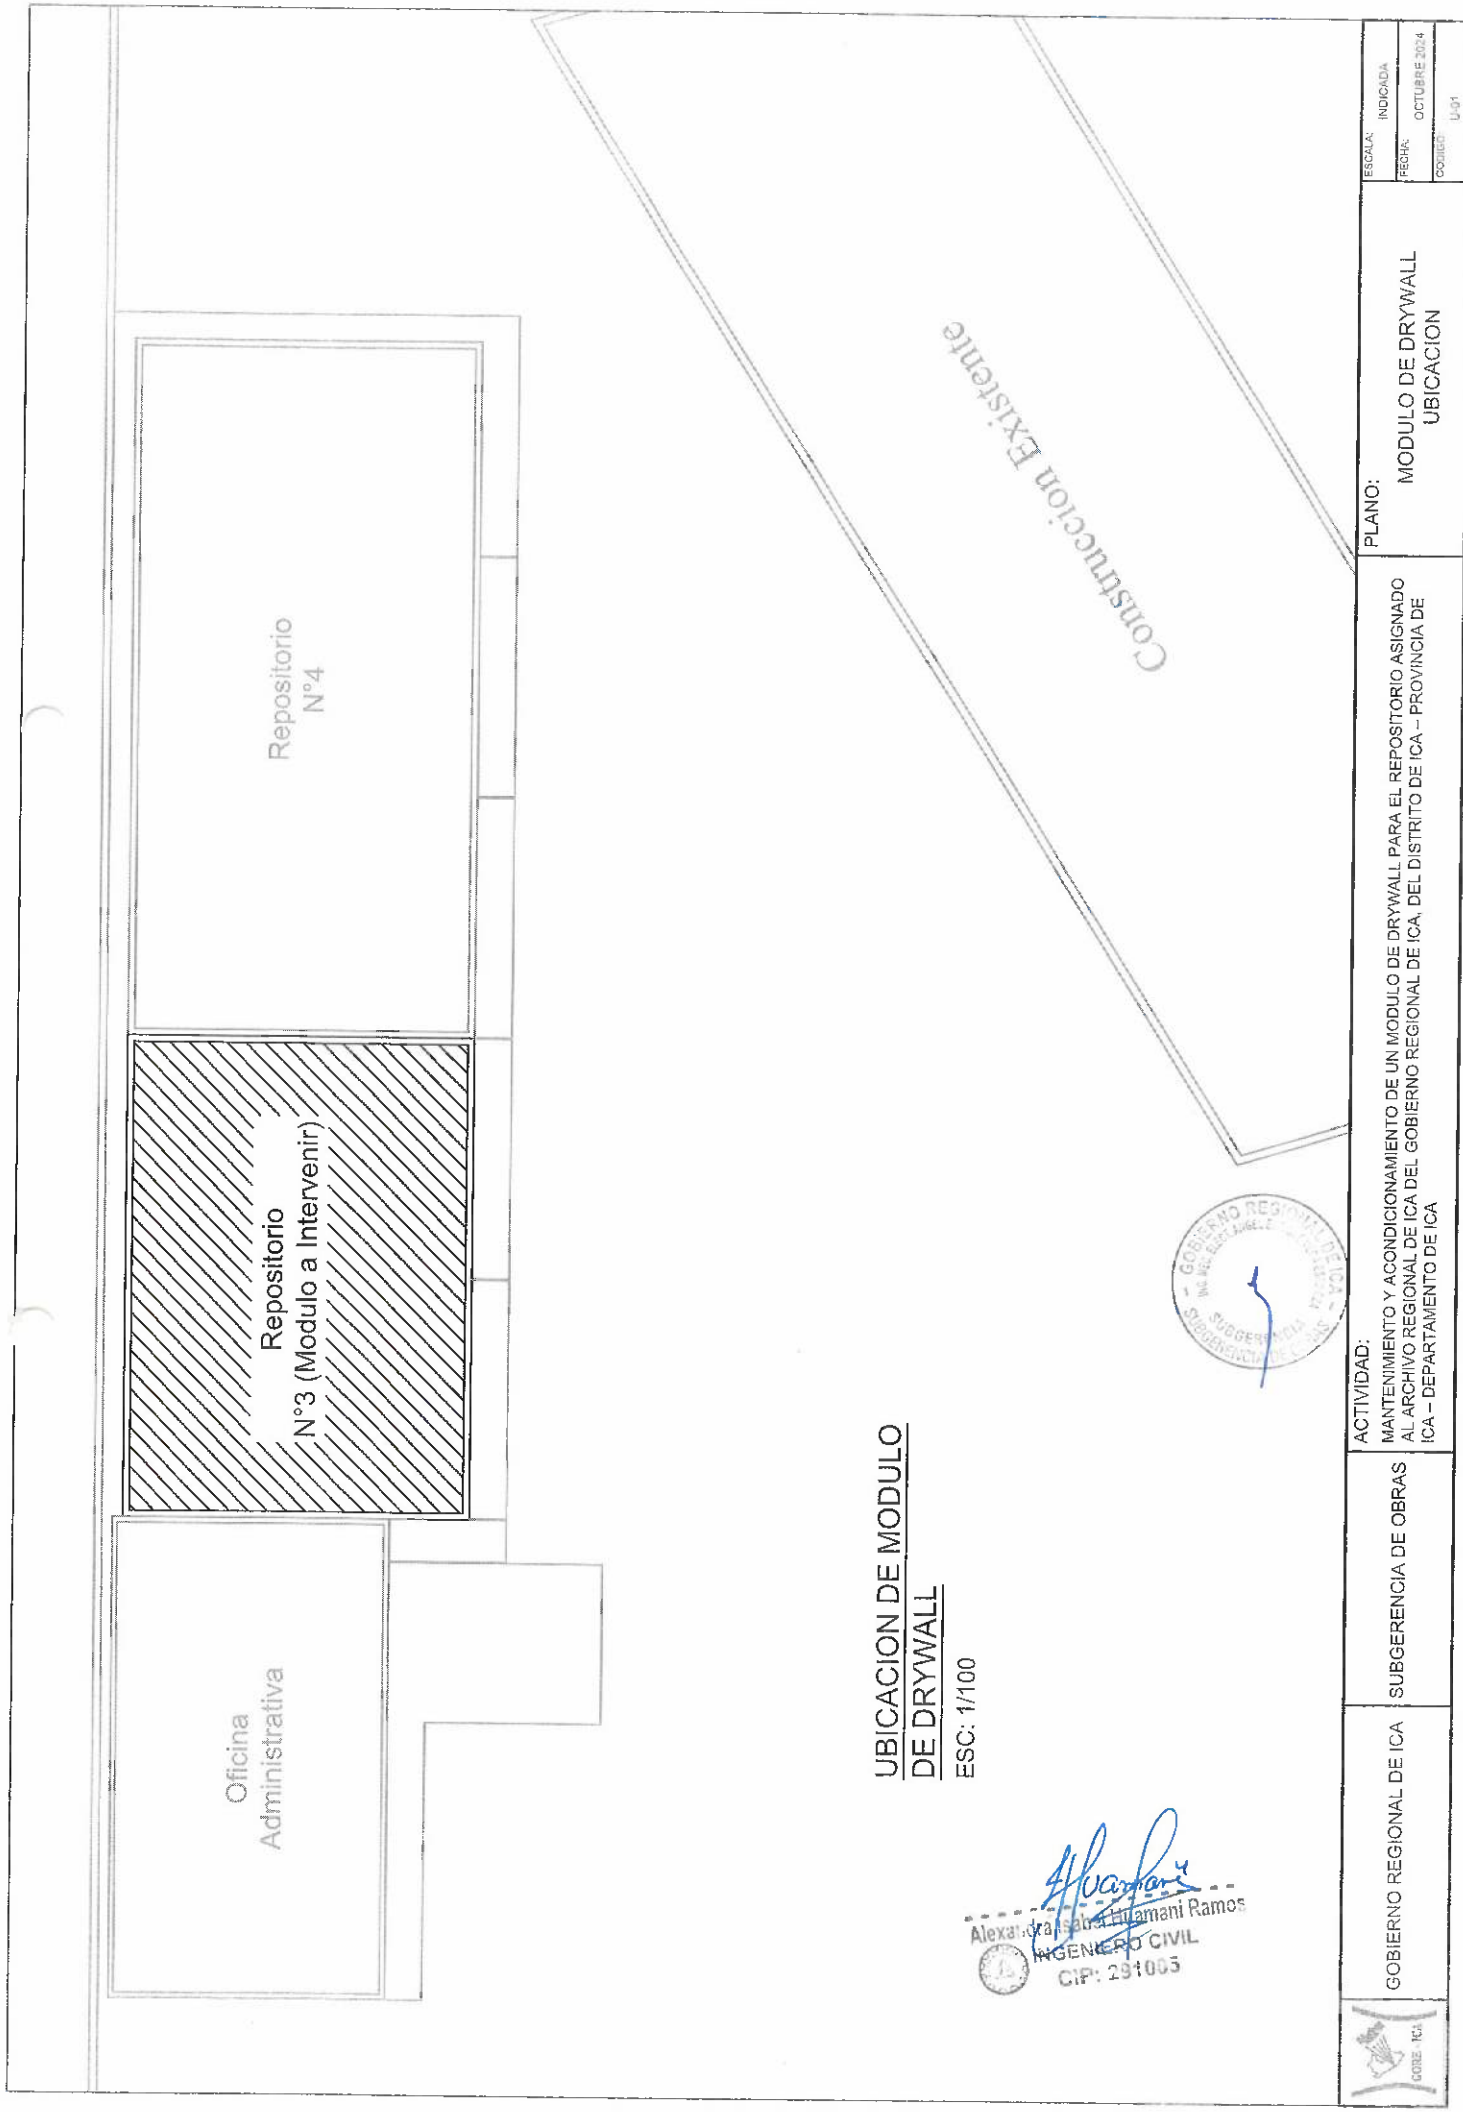 Oficina
Administrativa
Repositorio
N°3 (Modulo a Intervenir)
Repositorio
N°4
Construccion Existente
UBICACION DE MODULO
DE DRYWALL
ESC: 1/100
Alexandra Isabel Huamani Ramos
INGENIERO CIVIL
CIP: 291005
GOBIERNO REGIONAL DE ICA
SUBGERENCIA DE OBRAS
SUBGERENCIA
GORE - ICA
GOBIERNO REGIONAL DE ICA
SUBGERENCIA DE OBRAS
ACTIVIDAD:
MANTENIMIENTO Y ACONDICIONAMIENTO DE UN MODULO DE DRYWALL PARA EL REPOSITORIO ASIGNADO
AL ARCHIVO REGIONAL DE ICA DEL GOBIERNO REGIONAL DE ICA, DEL DISTRITO DE ICA – PROVINCIA DE
ICA – DEPARTAMENTO DE ICA
PLANO:
MODULO DE DRYWALL
UBICACION
ESCALA:
INDICADA
FECHA:
OCTUBRE 2024
CODIGO:
U-01